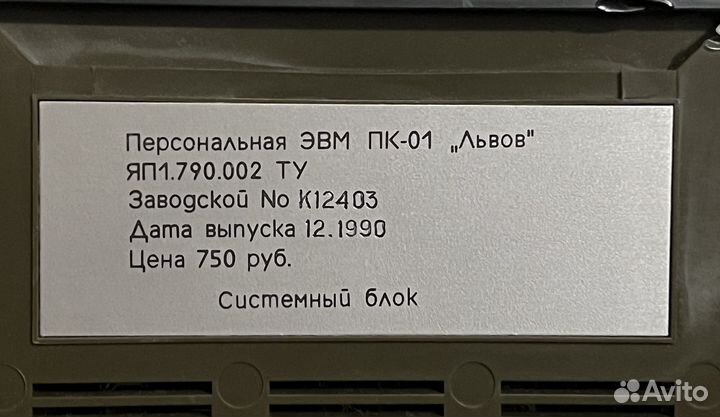 Персональная ЭВМ ПК-01 „Львов"
ЯП1.790.002 ТУ
Заводской No К12403
Дата выпуска 12.1990
Цена 750 руб.
Системный блок
Avito